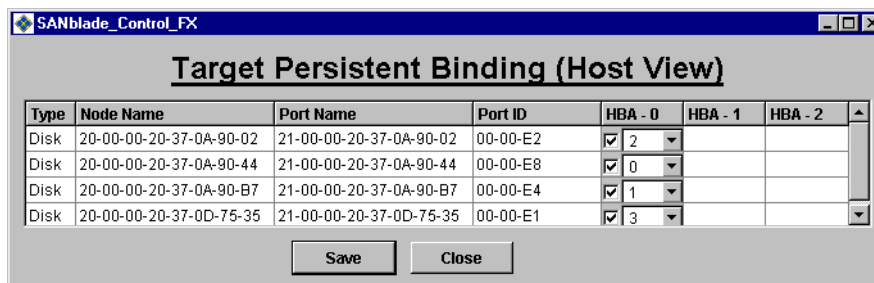 SANblade_Control_FX
Target Persistent Binding (Host View)
Type Node Name Port Name Port ID HBA - 0 HBA - 1 HBA - 2
Disk 20-00-00-20-37-0A-90-02 21-00-00-20-37-0A-90-02 00-00-E2 2
Disk 20-00-00-20-37-0A-90-44 21-00-00-20-37-0A-90-44 00-00-E8 0
Disk 20-00-00-20-37-0A-90-B7 21-00-00-20-37-0A-90-B7 00-00-E4 1
Disk 20-00-00-20-37-0D-75-35 21-00-00-20-37-0D-75-35 00-00-E1 3
Save Close